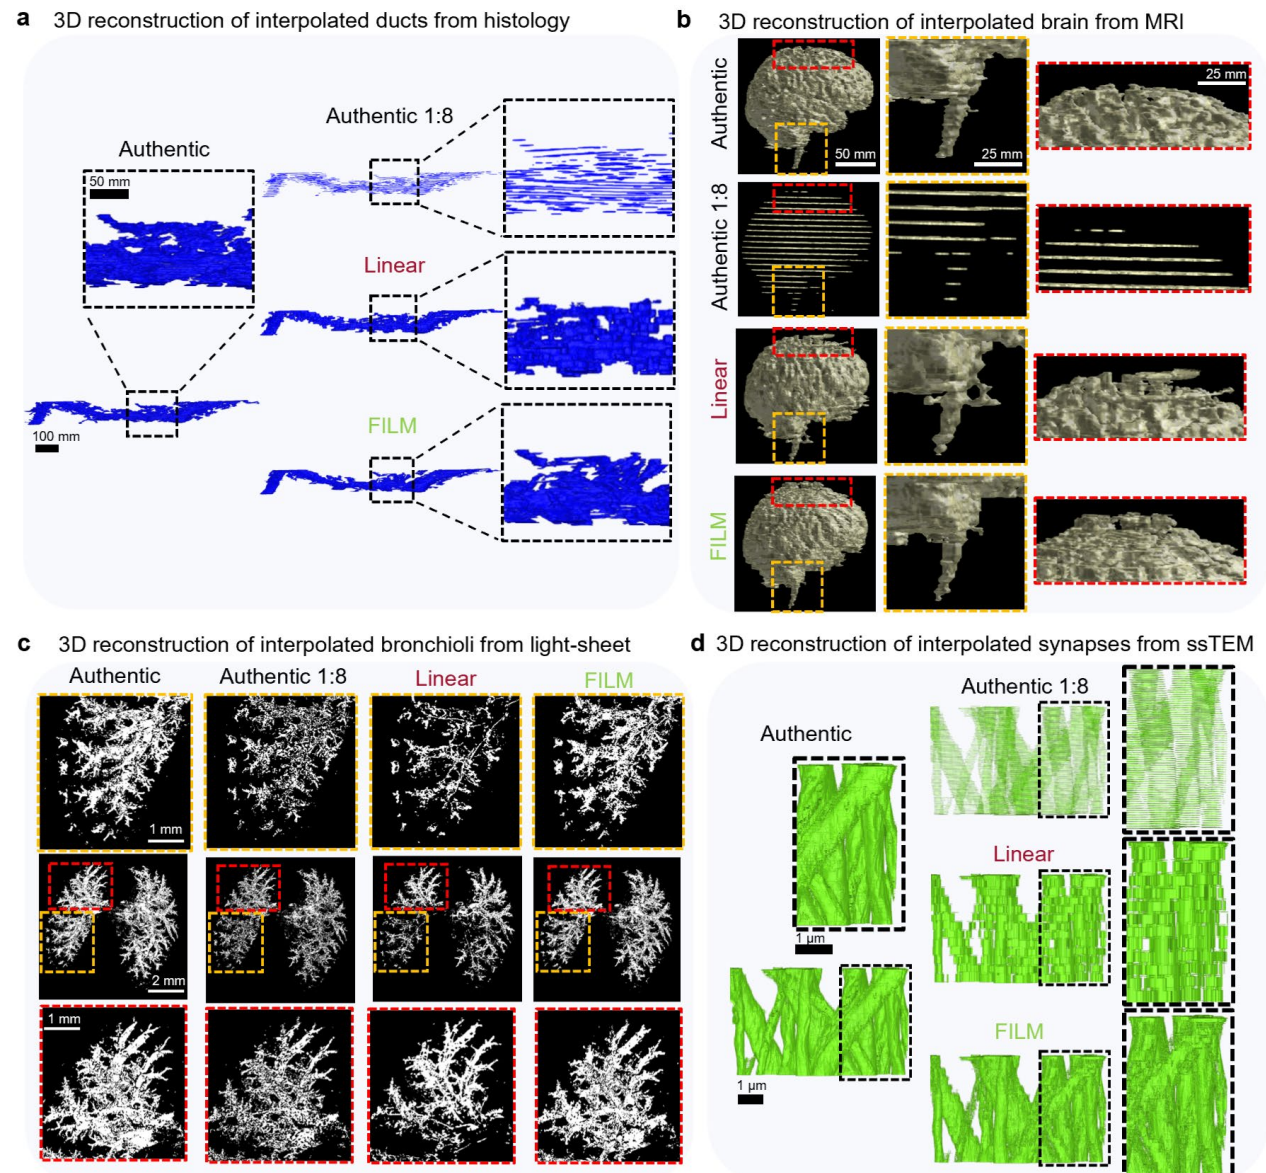 a 3D reconstruction of interpolated ducts from histology
Authentic
50 mm
100 mm
Authentic 1:8
Linear
FILM
b 3D reconstruction of interpolated brain from MRI
Authentic
50 mm
25 mm
25 mm
Authentic 1:8
Linear
FILM
c 3D reconstruction of interpolated bronchioli from light-sheet
Authentic Authentic 1:8 Linear FILM
1 mm
2 mm
1 mm
d 3D reconstruction of interpolated synapses from ssTEM
Authentic
1 µm
1 µm
Authentic 1:8
Linear
FILM